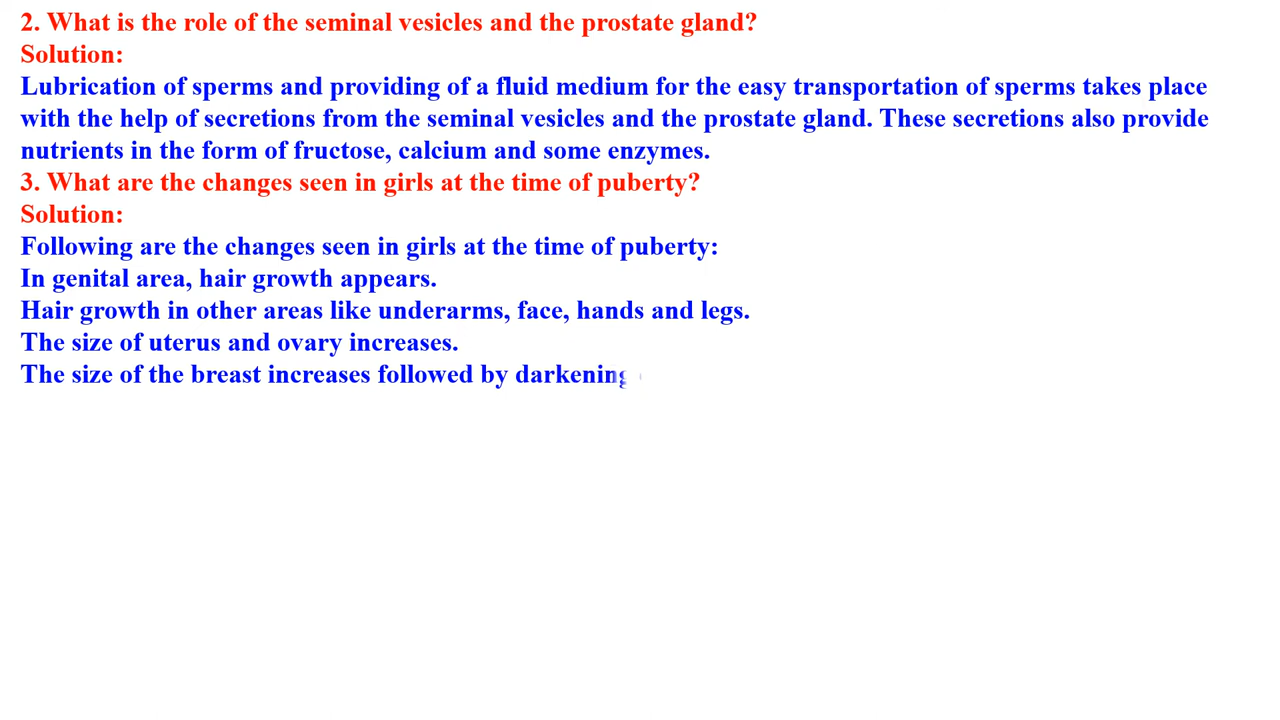 2. What is the role of the seminal vesicles and the prostate gland?
Solution:
Lubrication of sperms and providing of a fluid medium for the easy transportation of sperms takes place
with the help of secretions from the seminal vesicles and the prostate gland. These secretions also provide
nutrients in the form of fructose, calcium and some enzymes.
3. What are the changes seen in girls at the time of puberty?
Solution:
Following are the changes seen in girls at the time of puberty:
In genital area, hair growth appears.
Hair growth in other areas like underarms, face, hands and legs.
The size of uterus and ovary increases.
The size of the breast increases followed by darkening